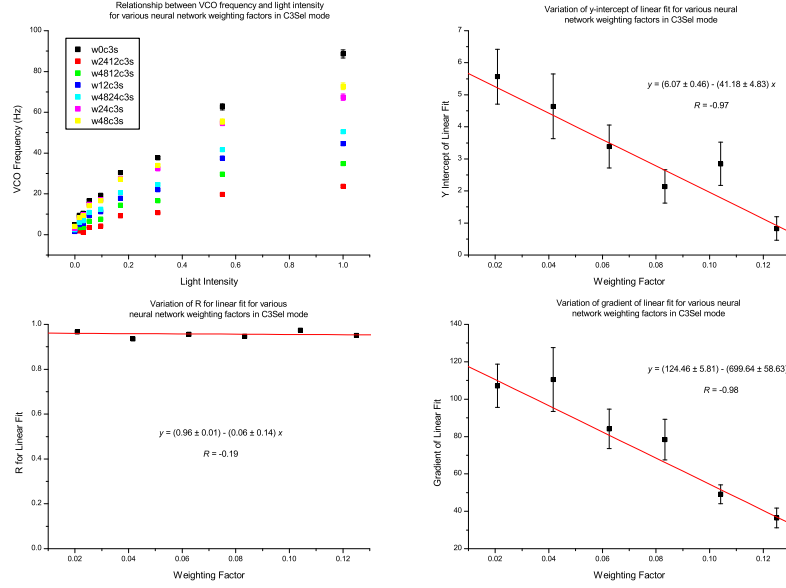 Relationship between VCO frequency and light intensity
for various neural network weighting factors in C3Sel mode
100
80
60
40
20
0
VCO Frequency (Hz)
w0c3s
w2412c3s
w4812c3s
w12c3s
w4824c3s
w24c3s
w48c3s
0.0
0.2
0.4
0.6
0.8
1.0
Light Intensity
Variation of y-intercept of linear fit for various neural
network weighting factors in C3Sel mode
7
6
5
4
3
2
1
0
Y Intercept of Linear Fit
y = (6.07 ± 0.46) - (41.18 ± 4.83) x
R = -0.97
0.02
0.04
0.06
0.08
0.10
0.12
Weighting Factor
Variation of R for linear fit for various
neural network weighting factors in C3Sel mode
1.0
0.8
0.6
0.4
0.2
0.0
R for Linear Fit
y = (0.96 ± 0.01) - (0.06 ± 0.14) x
R = -0.19
0.02
0.04
0.06
0.08
0.10
0.12
Weighting Factor
Variation of gradient of linear fit for various neural
network weighting factors in C3Sel mode
140
120
100
80
60
40
20
Gradient of Linear Fit
y = (124.46 ± 5.81) - (699.64 ± 58.63)
R = -0.98
0.02
0.04
0.06
0.08
0.10
0.12
Weighting Factor